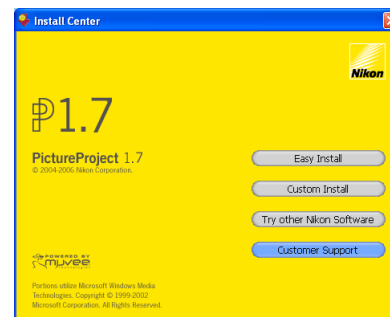 Install Center
Nikon
P1.7
PictureProject 1.7
© 2004-2006 Nikon Corporation.
Easy Install
Custom Install
Try other Nikon Software
Customer Support
POWERED BY
muvee
Portions utilize Microsoft Windows Media
Technologies. Copyright © 1999-2002
Microsoft Corporation. All Rights Reserved.